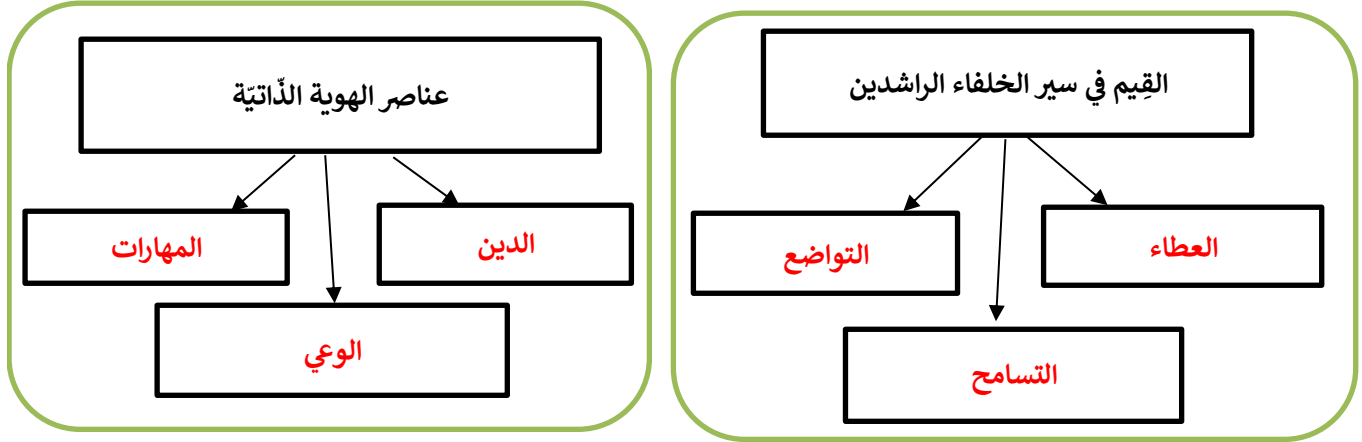 القِيم في سير الخلفاء الراشدين
العطاء
التواضع
التسامح
عناصر الهوية الذّاتيّة
الدين
المهارات
الوعي